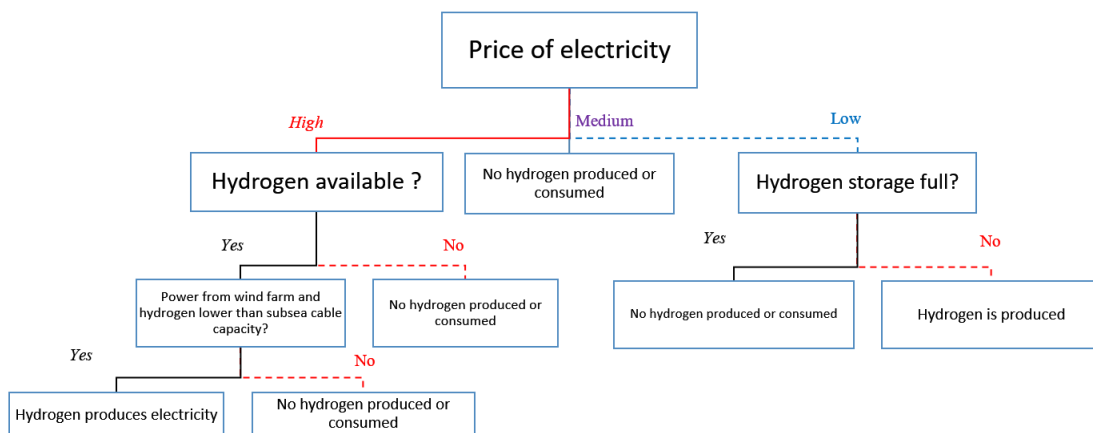 Price of electricity
High
Medium
Low
Hydrogen available ?
No hydrogen produced or
consumed
Hydrogen storage full?
Yes
No
Yes
No
Power from wind farm and
hydrogen lower than subsea cable
capacity?
No hydrogen produced or
consumed
No hydrogen produced or consumed
Hydrogen is produced
Yes
No
Hydrogen produces electricity
No hydrogen produced or
consumed